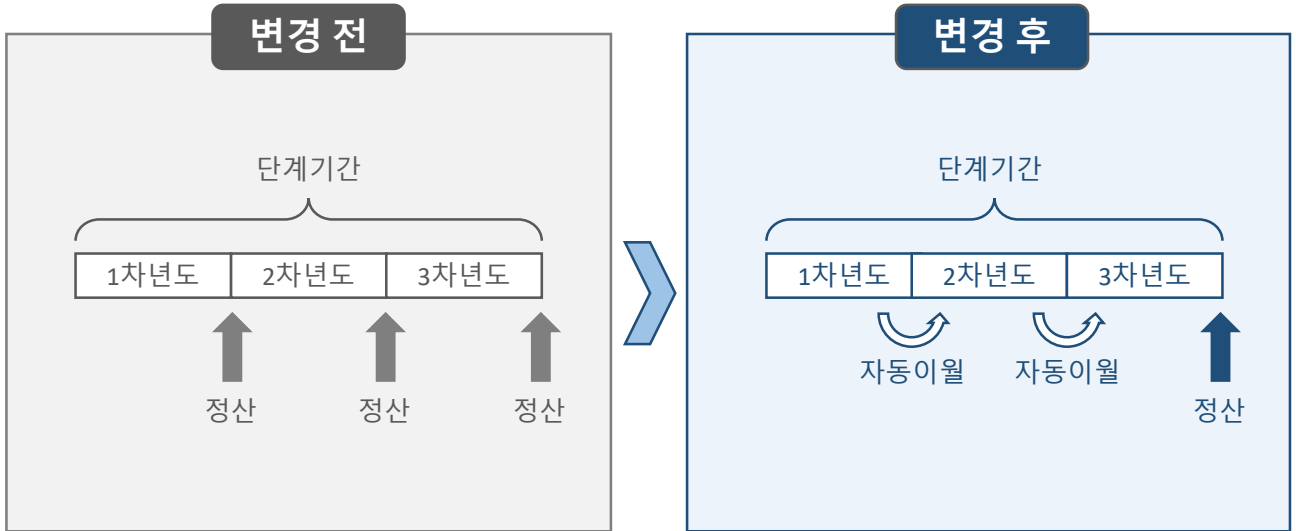 변경 전
단계기간
1차년도 2차년도 3차년도
정산 정산 정산
변경 후
단계기간
1차년도 2차년도 3차년도
자동이월 자동이월
정산